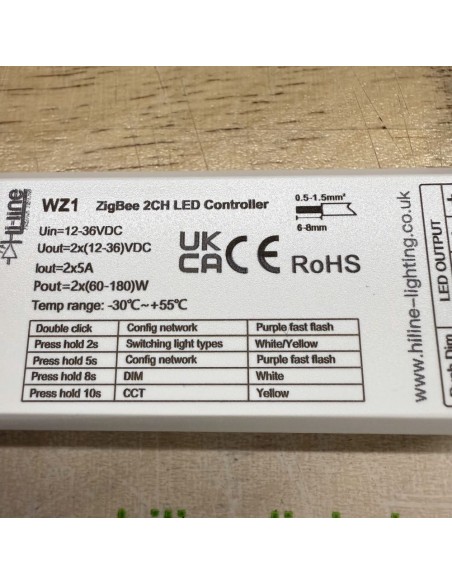 Hi-line
WZ1 ZigBee 2CH LED Controller
0.5-1.5mm²
6-8mm
Uin=12-36VDC
Uout=2x(12-36)VDC
Iout=2x5A
Pout=2x(60-180)W
Temp range: -30℃~+55℃
UK
CA CE RoHS
Double click Config network Purple fast flash
Press hold 2s Switching light types White/Yellow
Press hold 5s Config network Purple fast flash
Press hold 8s DIM White
Press hold 10s CCT Yellow
www.hiline-lighting.co.uk
LED OUTPUT
Push Dim